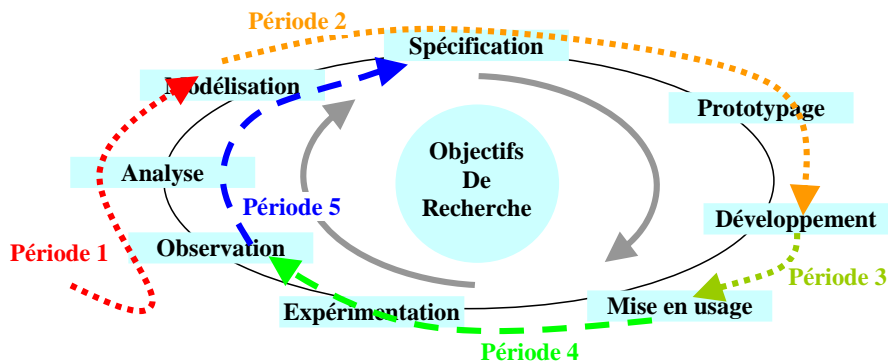 Période 2
Spécification
Modélisation
Prototypage
Objectifs
De
Recherche
Analyse
Période 5
Développement
Période 1
Observation
Période 3
Expérimentation
Mise en usage
Période 4